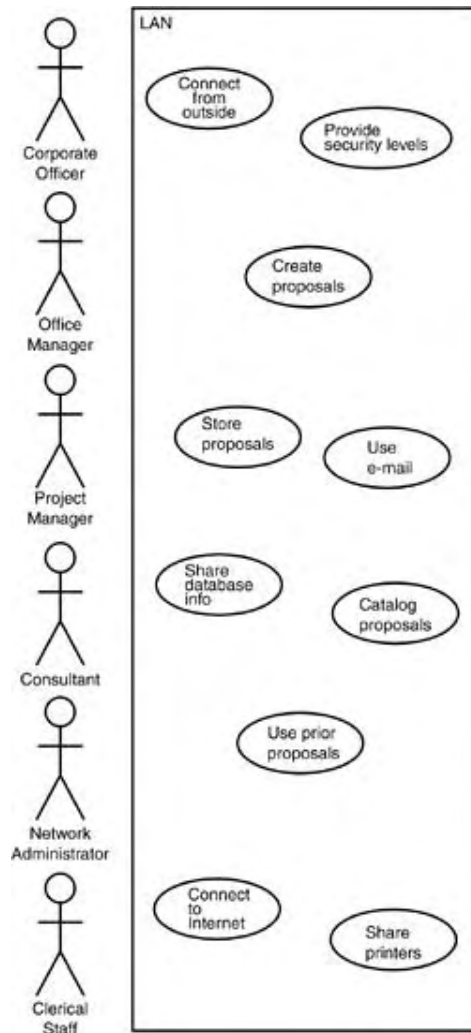 LAN
Connect
from
outside
Provide
security levels
Corporate
Officer
Create
proposals
Office
Manager
Store
proposals
Use
e-mail
Project
Manager
Share
database
info
Catalog
proposals
Consultant
Use prior
proposals
Network
Administrator
Connect
to
Internet
Share
printers
Clerical
Staff